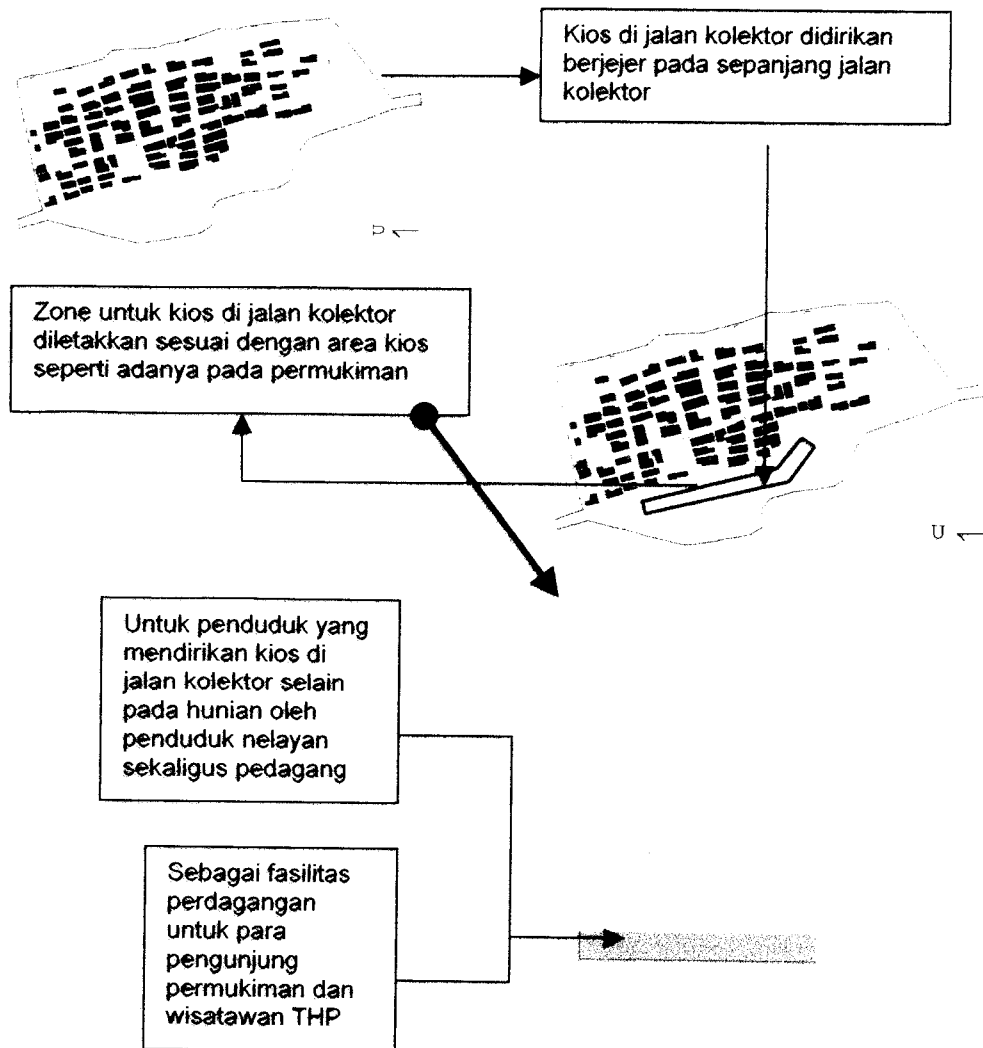 Kios di jalan kolektor didirikan
berjejer pada sepanjang jalan
kolektor
U
Zone untuk kios di jalan kolektor
diletakkan sesuai dengan area kios
seperti adanya pada permukiman
U
Untuk penduduk yang
mendirikan kios di
jalan kolektor selain
pada hunian oleh
penduduk nelayan
sekaligus pedagang
Sebagai fasilitas
perdagangan
untuk para
pengunjung
permukiman dan
wisatawan THP